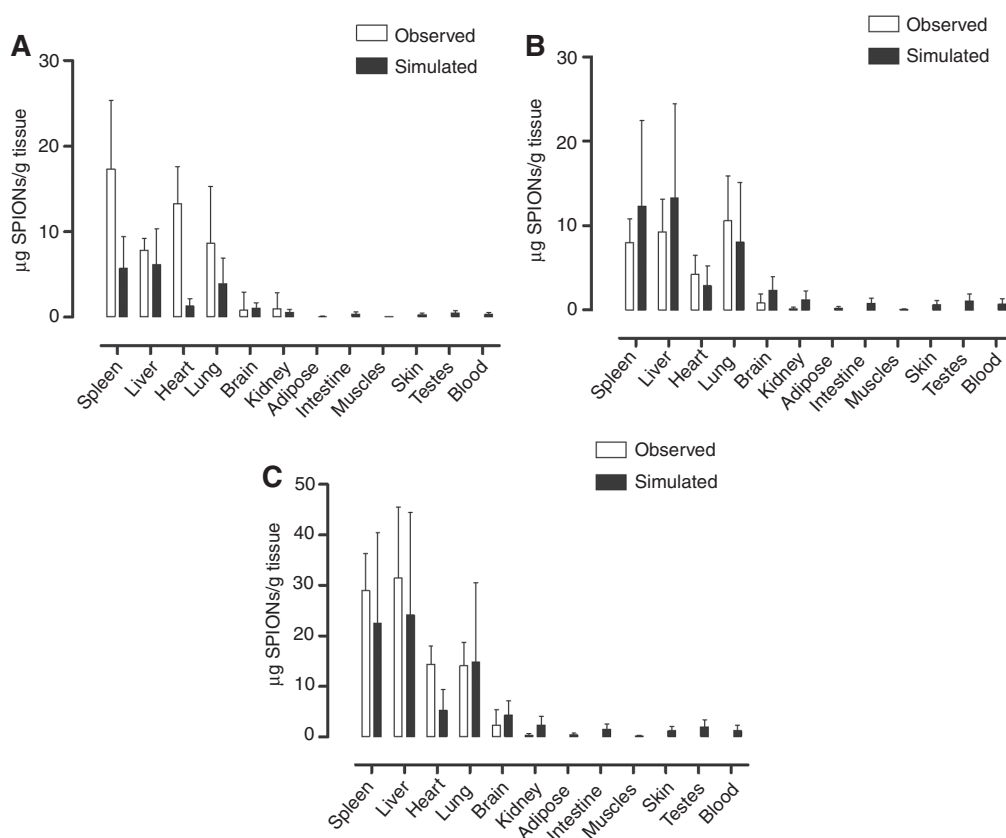 A
Observed
Simulated
µg SPIONs/g tissue
30
20
10
0
Spleen
Liver
Heart
Lung
Brain
Kidney
Adipose
Intestine
Muscles
Skin
Testes
Blood
B
Observed
Simulated
µg SPIONs/g tissue
30
20
10
0
Spleen
Liver
Heart
Lung
Brain
Kidney
Adipose
Intestine
Muscles
Skin
Testes
Blood
C
Observed
Simulated
µg SPIONs/g tissue
50
40
30
20
10
0
Spleen
Liver
Heart
Lung
Brain
Kidney
Adipose
Intestine
Muscles
Skin
Testes
Blood